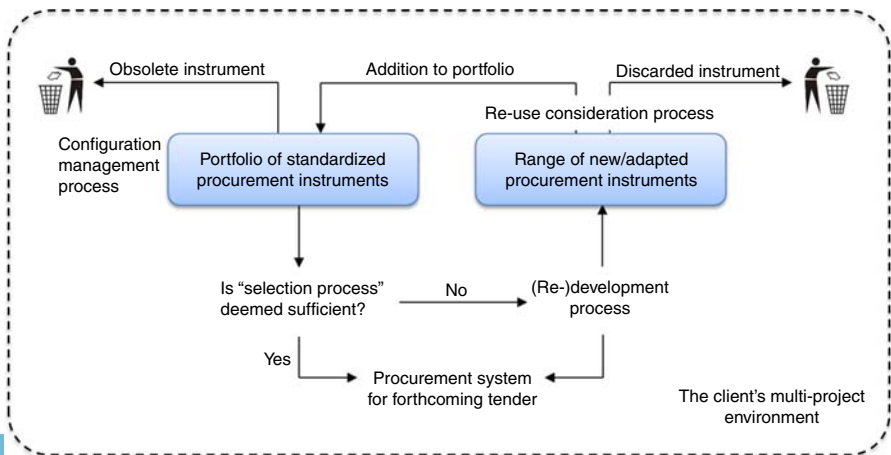 Obsolete instrument
Addition to portfolio
Discarded instrument
Re-use consideration process
Configuration
management
process
Portfolio of standardized
procurement instruments
Range of new/adapted
procurement instruments
Is “selection process”
deemed sufficient?
No
(Re-)development
process
Yes
Procurement system
for forthcoming tender
The client’s multi-project
environment